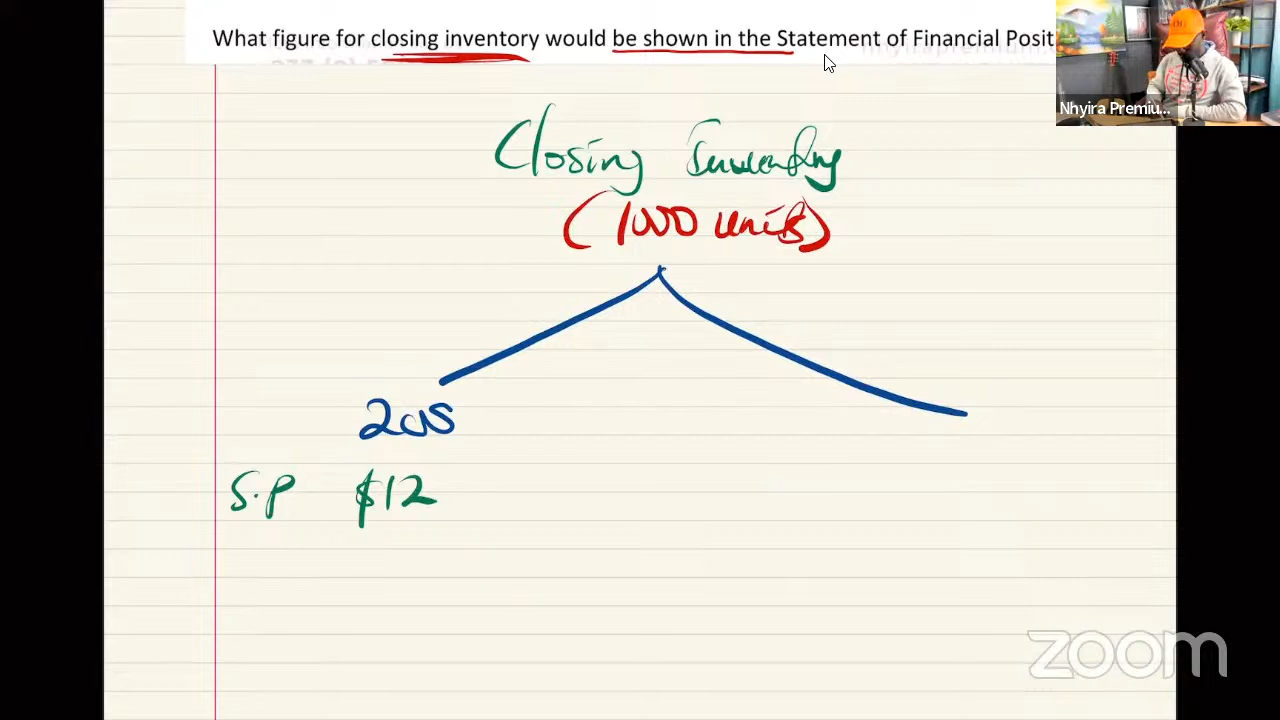 What figure for closing inventory would be shown in the Statement of Financial Posit
Nhyira Premiu...
Closing Inventory
(1000 units)
200
S.P $12
zoom